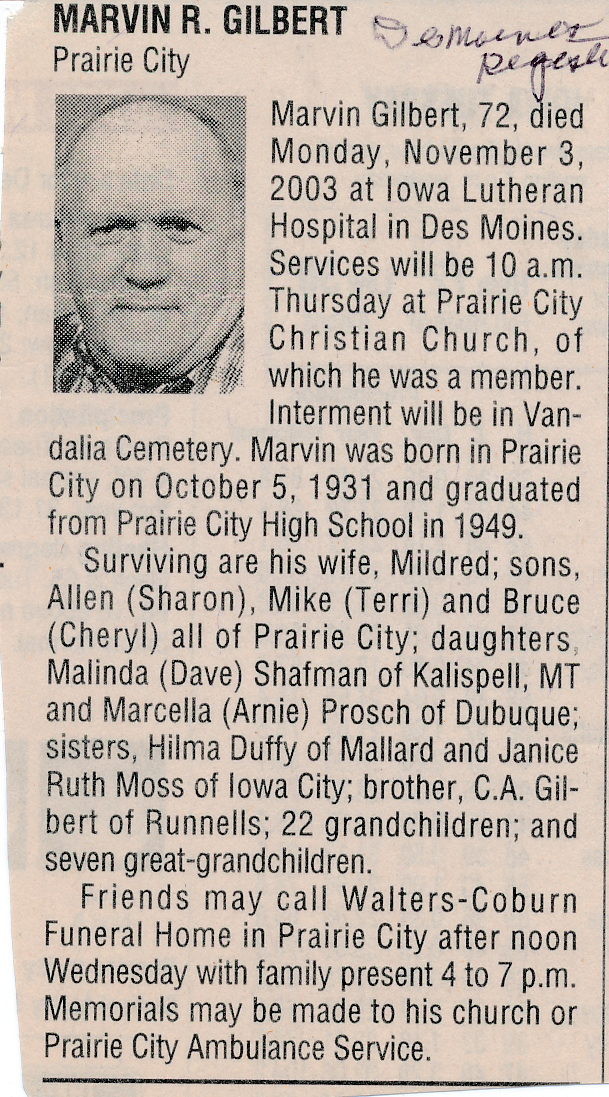 MARVIN R. GILBERT
Des Moines
Register
Prairie City
Marvin Gilbert, 72, died
Monday, November 3,
2003 at Iowa Lutheran
Hospital in Des Moines.
Services will be 10 a.m.
Thursday at Prairie City
Christian Church, of
which he was a member.
Interment will be in Van-
dalia Cemetery. Marvin was born in Prairie
City on October 5, 1931 and graduated
from Prairie City High School in 1949.
Surviving are his wife, Mildred; sons,
Allen (Sharon), Mike (Terri) and Bruce
(Cheryl) all of Prairie City; daughters,
Malinda (Dave) Shafman of Kalispell, MT
and Marcella (Arnie) Prosch of Dubuque;
sisters, Hilma Duffy of Mallard and Janice
Ruth Moss of Iowa City; brother, C.A. Gil-
bert of Runnells; 22 grandchildren; and
seven great-grandchildren.
Friends may call Walters-Coburn
Funeral Home in Prairie City after noon
Wednesday with family present 4 to 7 p.m.
Memorials may be made to his church or
Prairie City Ambulance Service.